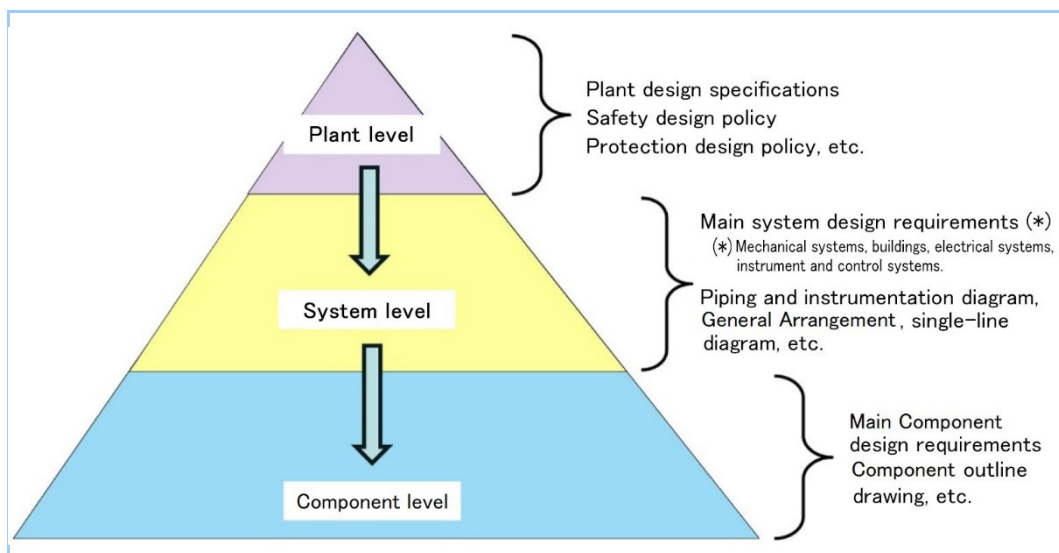 Plant level
Plant design specifications
Safety design policy
Protection design policy, etc.
System level
Main system design requirements (*)
(*) Mechanical systems, buildings, electrical systems,
instrument and control systems.
Piping and instrumentation diagram,
General Arrangement, single-line
diagram, etc.
Component level
Main Component
design requirements
Component outline
drawing, etc.